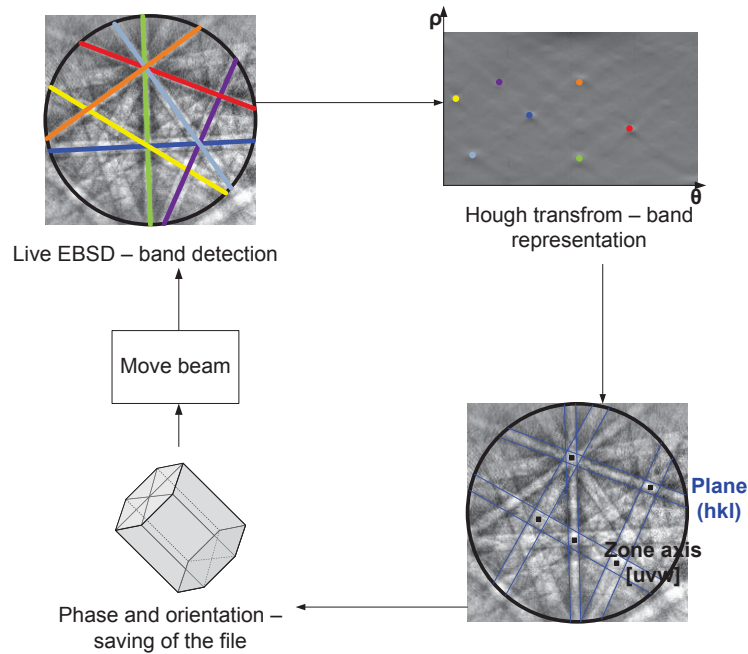 ρ
θ
Live EBSD – band detection
Hough transfrom – band
representation
Move beam
Plane
(hkl)
Zone axis
[uvw]
Phase and orientation –
saving of the file